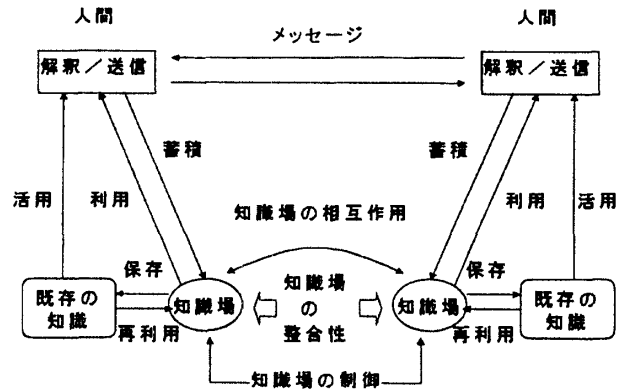 人間
人間
メッセージ
解釈／送信
解釈／送信
蓄積
蓄積
活用
利用
利用
活用
知識場の相互作用
保存
保存
既存の
知識
知識場
知識場
の
整合性
知識場
既存の
知識
再利用
再利用
知識場の制御